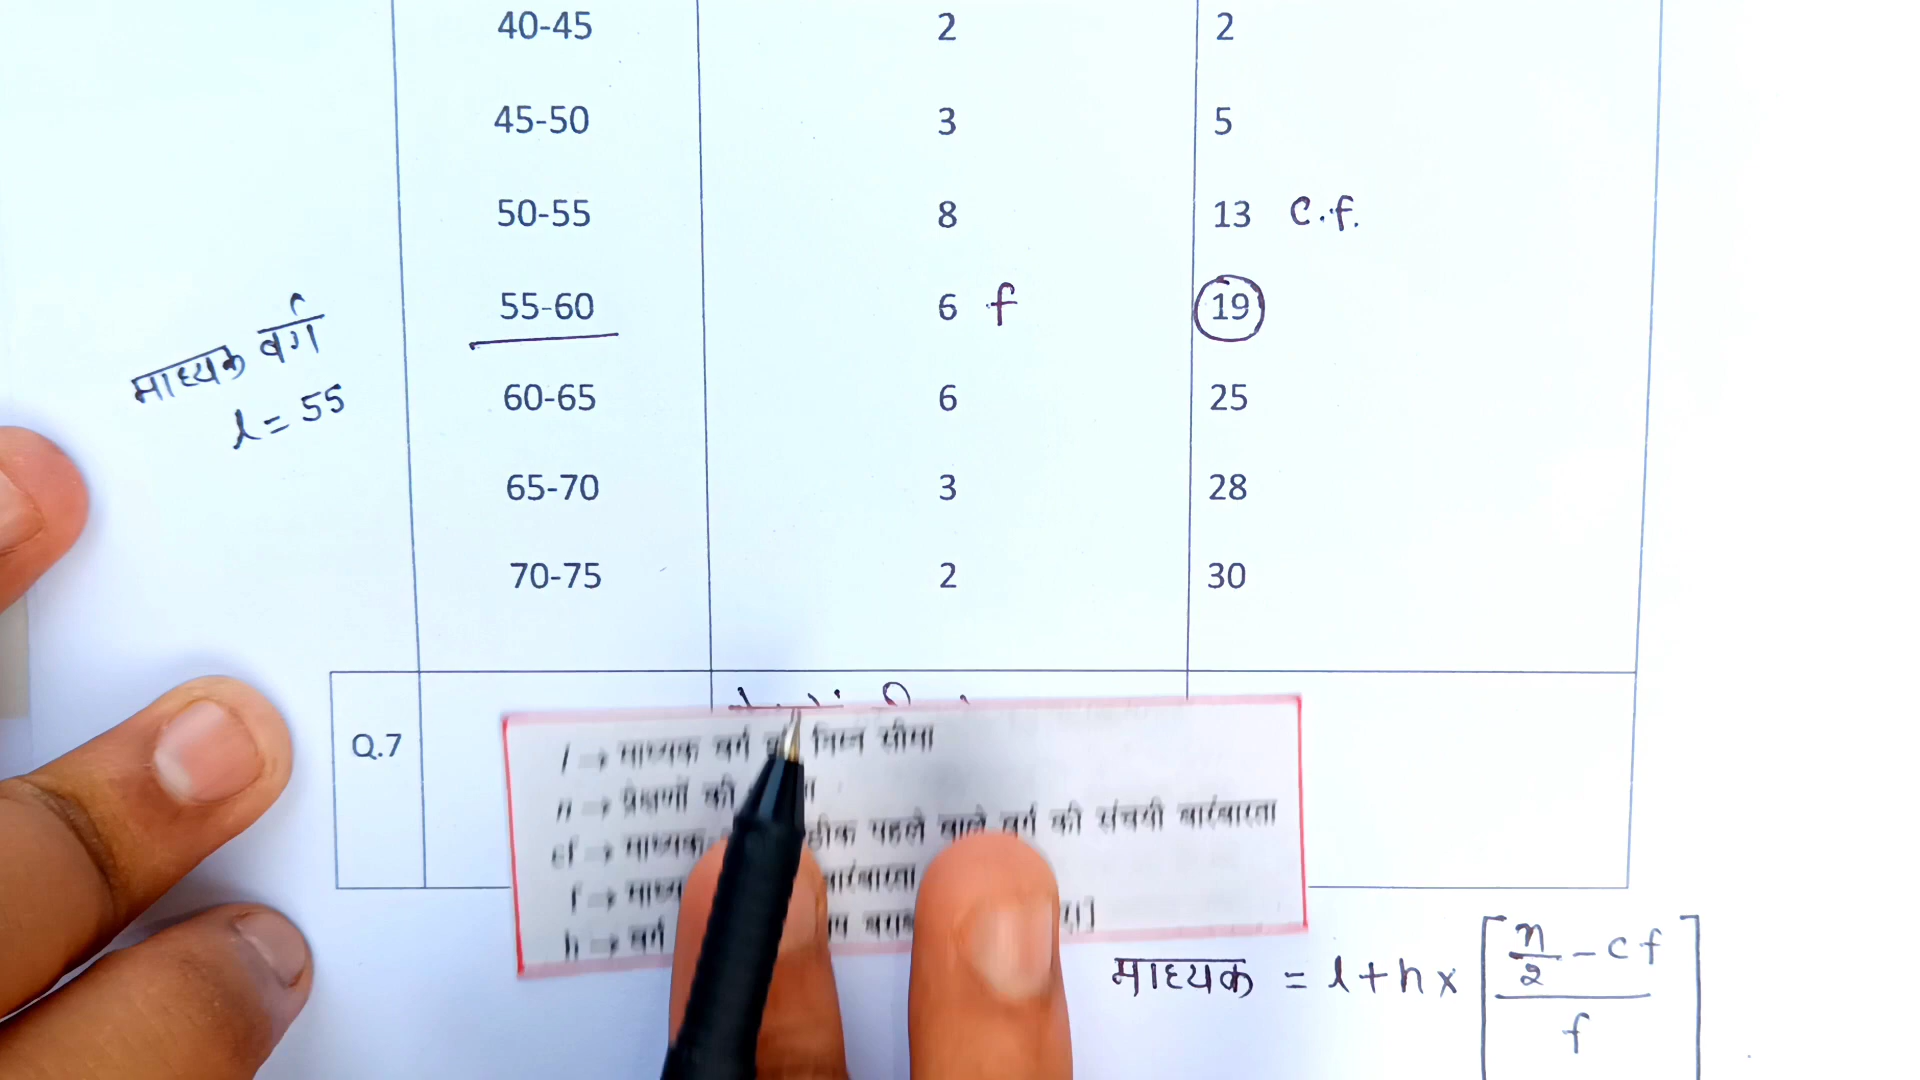 40-45 2 2
45-50 3 5
50-55 8 13 C.f.
55-60 6 f 19
माध्यक वर्ग
l = 55
60-65 6 25
65-70 3 28
70-75 2 30
Q.7
l → माध्यक वर्ग निम्न सीमा
n → प्रेक्षणों की
cf → माध्यक ठीक पहले वाले वर्ग की संचयी बारंबारता
f → बारंबारता
h → वर्ग
माध्यक = l + h × [ n/2 - cf / f ]